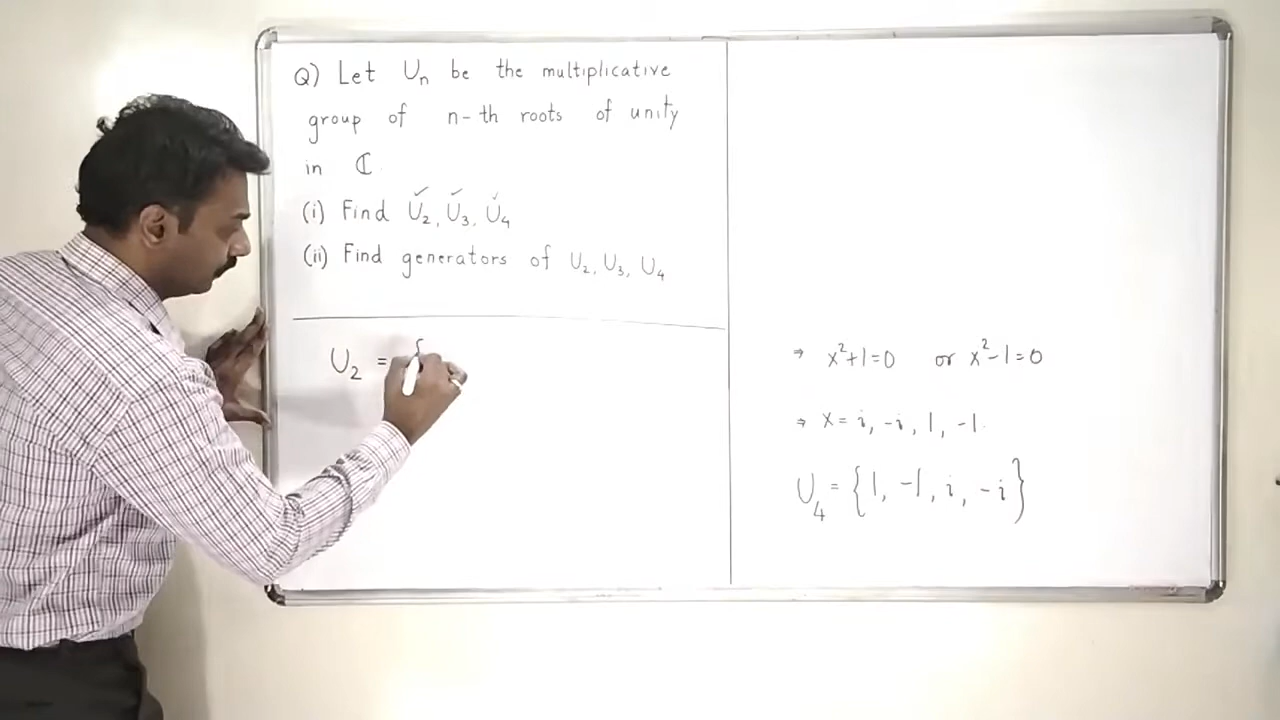 Q) Let Uₙ be the multiplicative
group of n-th roots of unity
in ℂ.
(i) Find U₂, U₃, U₄
(ii) Find generators of U₂, U₃, U₄
U₂ = {
⇒ x²+1=0 or x²-1=0
⇒ x = i, -i, 1, -1.
U₄ = {1, -1, i, -i}